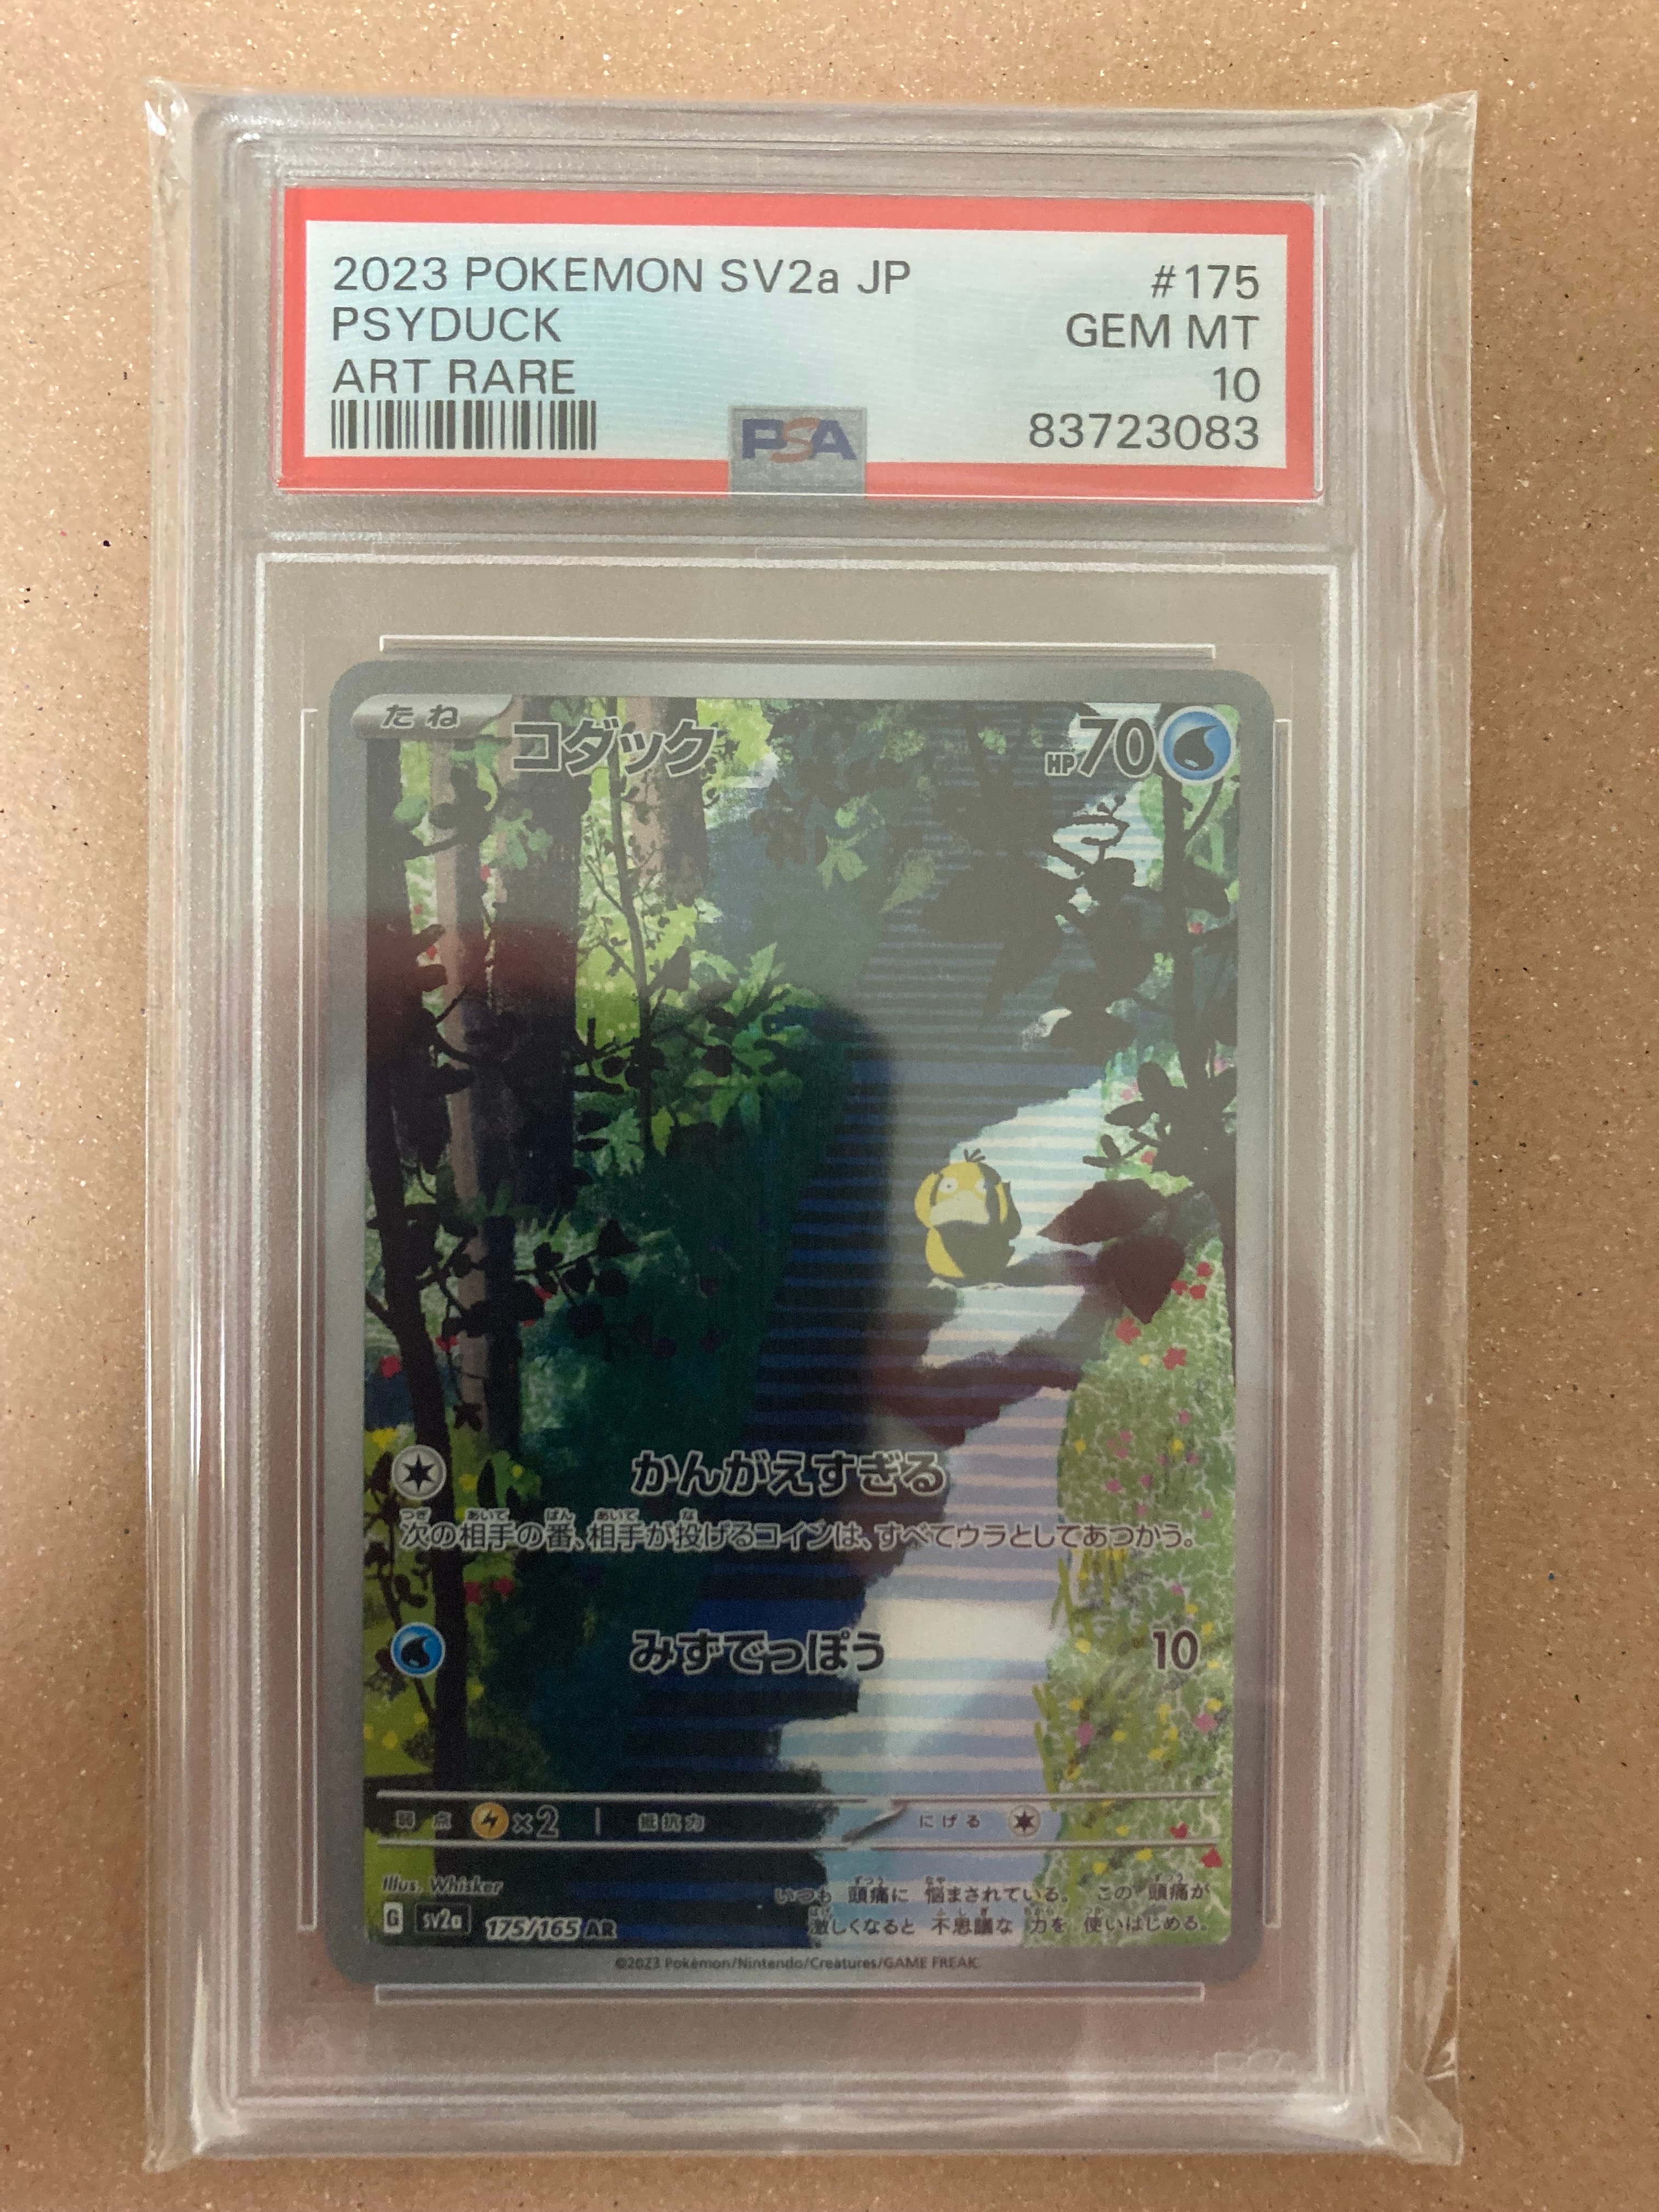 2023 POKEMON SV2a JP #175
PSYDUCK GEM MT
ART RARE 10
PSA 83723083
たね コダック HP70
かんがえすぎる
次の相手の番、相手が投げるコインは、すべてウラとしてあつかう。
みずでっぽう 10
弱点 ×2 抵抗力 にげる
Illus. Whisker
いつも 頭痛に 悩まされている。 この 頭痛が
激しくなると 不思議な 力を 使いはじめる。
G SV2a 175/165 AR
©2023 Pokémon/Nintendo/Creatures/GAME FREAK